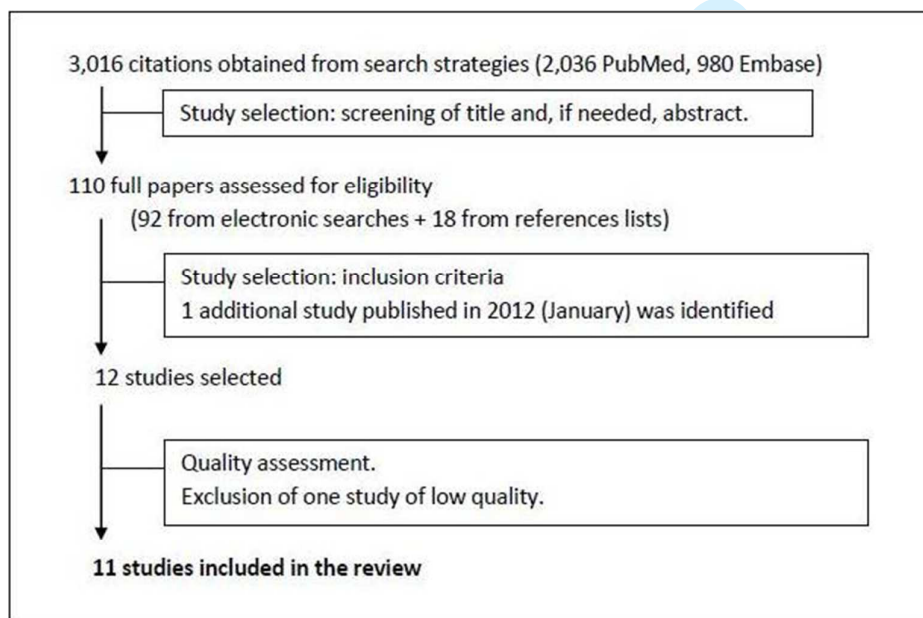 3,016 citations obtained from search strategies (2,036 PubMed, 980 Embase)
Study selection: screening of title and, if needed, abstract.
110 full papers assessed for eligibility
(92 from electronic searches + 18 from references lists)
Study selection: inclusion criteria
1 additional study published in 2012 (January) was identified
12 studies selected
Quality assessment.
Exclusion of one study of low quality.
11 studies included in the review